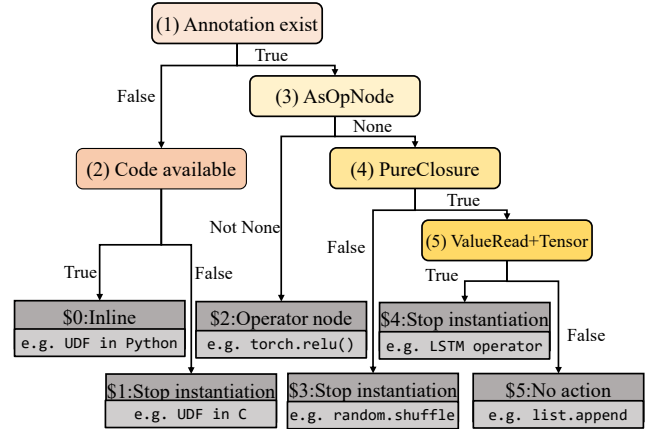 (1) Annotation exist
True
False
(3) AsOpNode
None
(2) Code available
(4) PureClosure
True
Not None
False
(5) ValueRead+Tensor
True
False
True
False
$0:Inline
e.g. UDF in Python
$2:Operator node
e.g. torch.relu()
$4:Stop instantiation
e.g. LSTM operator
$1:Stop instantiation
e.g. UDF in C
$3:Stop instantiation
e.g. random.shuffle
$5:No action
e.g. list.append